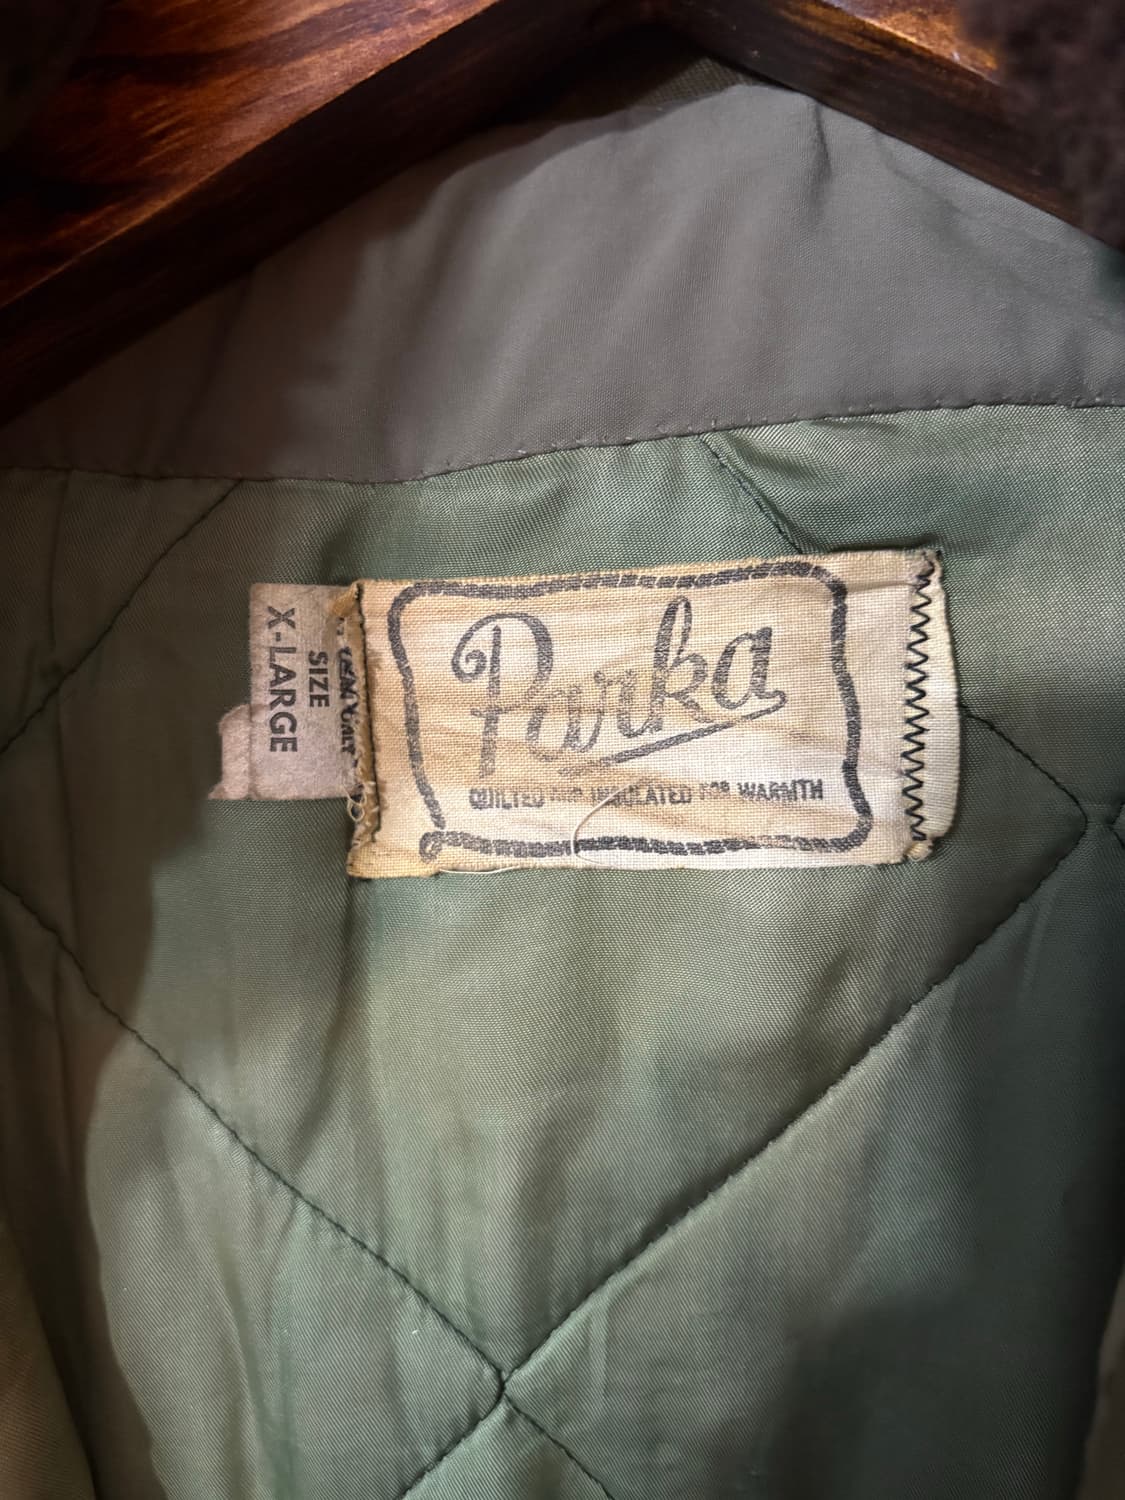 X-LARGE
SIZE
Parka
QUILTED AND INSULATED FOR WARMTH